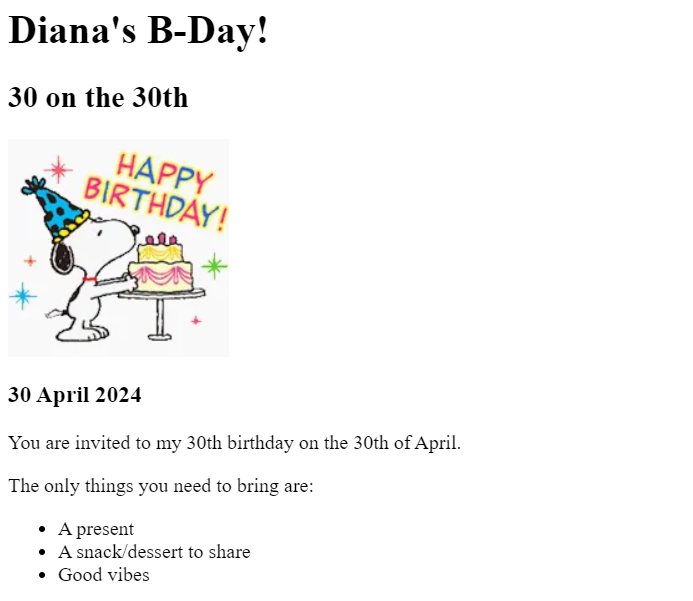 Diana's B-Day!
30 on the 30th
HAPPY
BIRTHDAY!
30 April 2024
You are invited to my 30th birthday on the 30th of April.
The only things you need to bring are:
• A present
• A snack/dessert to share
• Good vibes